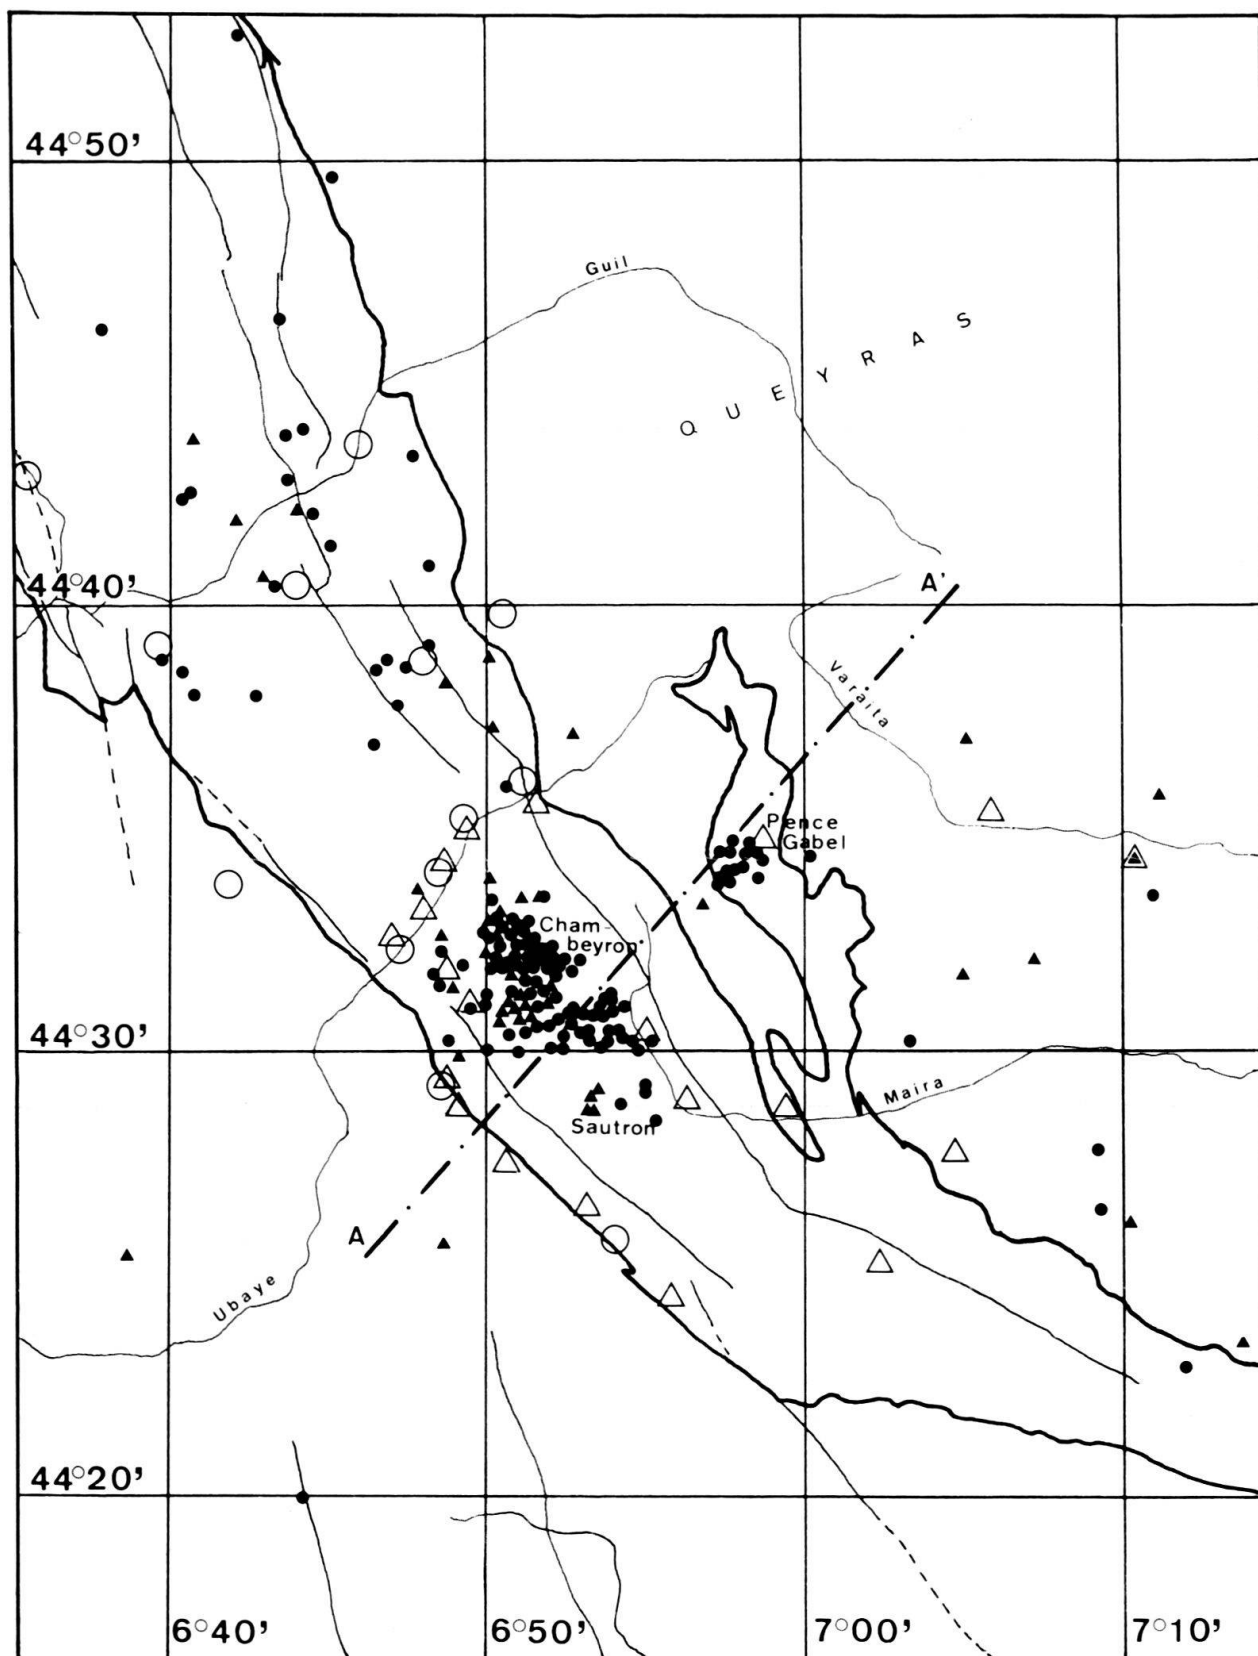 44°50'
Guil
QUEYRAS
44°40'
A'
Varaita
Pence
Gabel
Cham-
beyron
44°30'
Maira
Sautron
A
Ubaye
44°20'
6°40'
6°50'
7°00'
7°10'